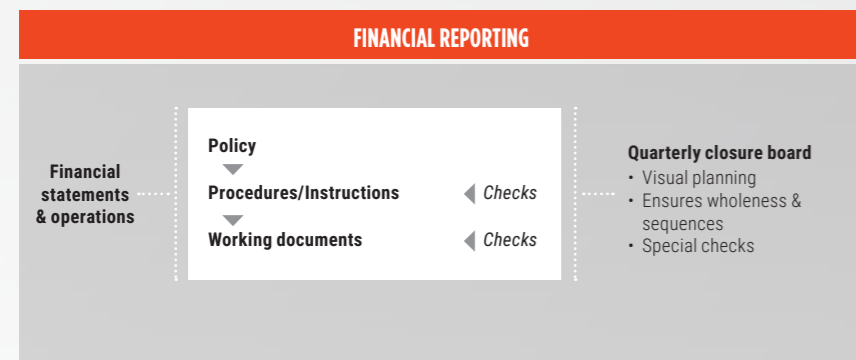 FINANCIAL REPORTING
Financial
statements
& operations
Policy
Procedures/Instructions
Checks
Working documents
Checks
Quarterly closure board
• Visual planning
• Ensures wholeness &
sequences
• Special checks